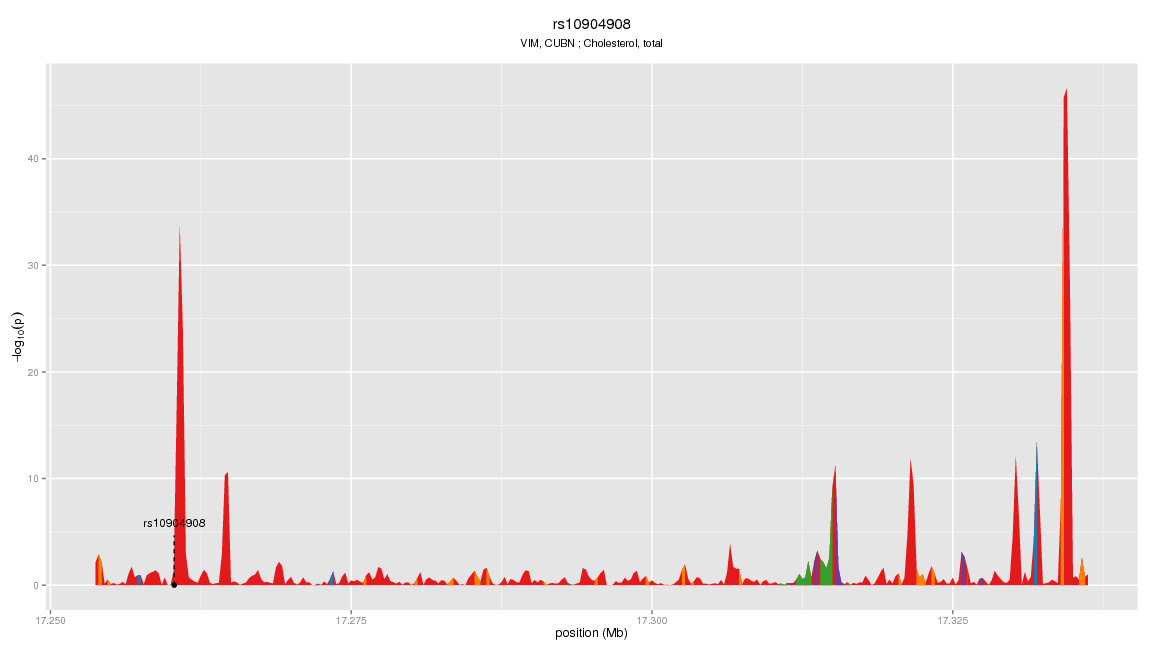 rs10904908
VIM, CUBN ; Cholesterol, total
−log10(p)
40
30
20
10
0
rs10904908
17.250
17.275
17.300
17.325
position (Mb)